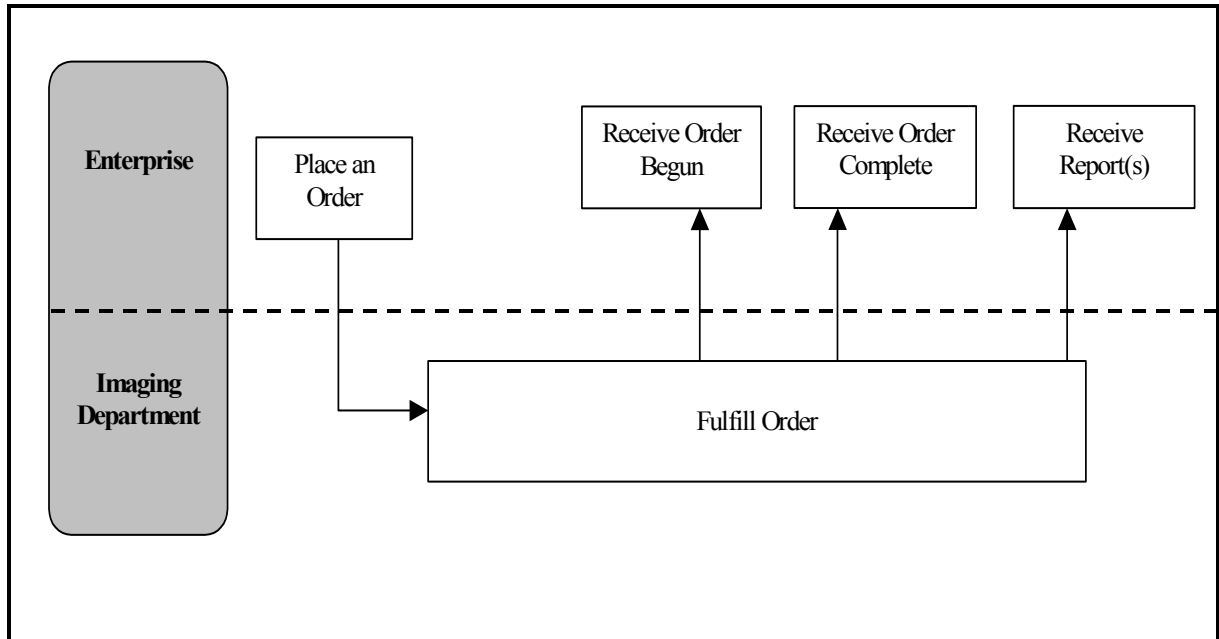 Enterprise
Place an
Order
Receive Order
Begun
Receive Order
Complete
Receive
Report(s)
Imaging
Department
Fulfill Order